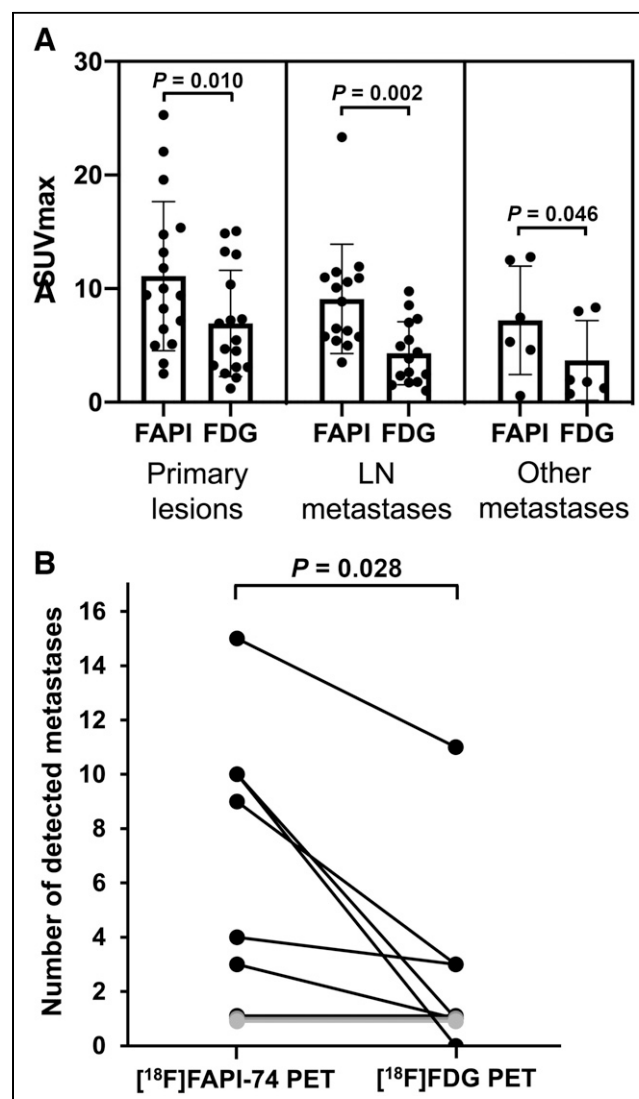 A
30
20
10
0
SUVmax
A
P = 0.010
P = 0.002
P = 0.046
FAPI FDG FAPI FDG FAPI FDG
Primary LN Other
lesions metastases metastases
B
P = 0.028
16
14
12
10
8
6
4
2
0
Number of detected metastases
[¹⁸F]FAPI-74 PET [¹⁸F]FDG PET